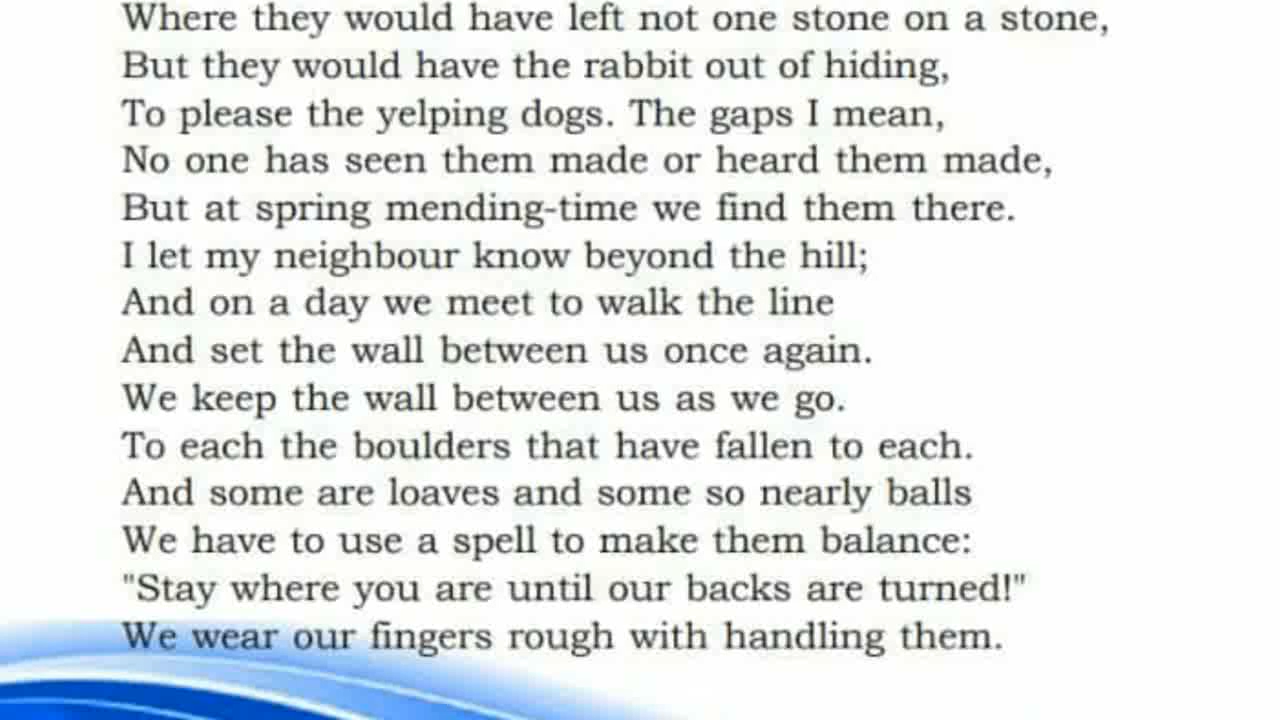 Where they would have left not one stone on a stone,
But they would have the rabbit out of hiding,
To please the yelping dogs. The gaps I mean,
No one has seen them made or heard them made,
But at spring mending-time we find them there.
I let my neighbour know beyond the hill;
And on a day we meet to walk the line
And set the wall between us once again.
We keep the wall between us as we go.
To each the boulders that have fallen to each.
And some are loaves and some so nearly balls
We have to use a spell to make them balance:
"Stay where you are until our backs are turned!"
We wear our fingers rough with handling them.